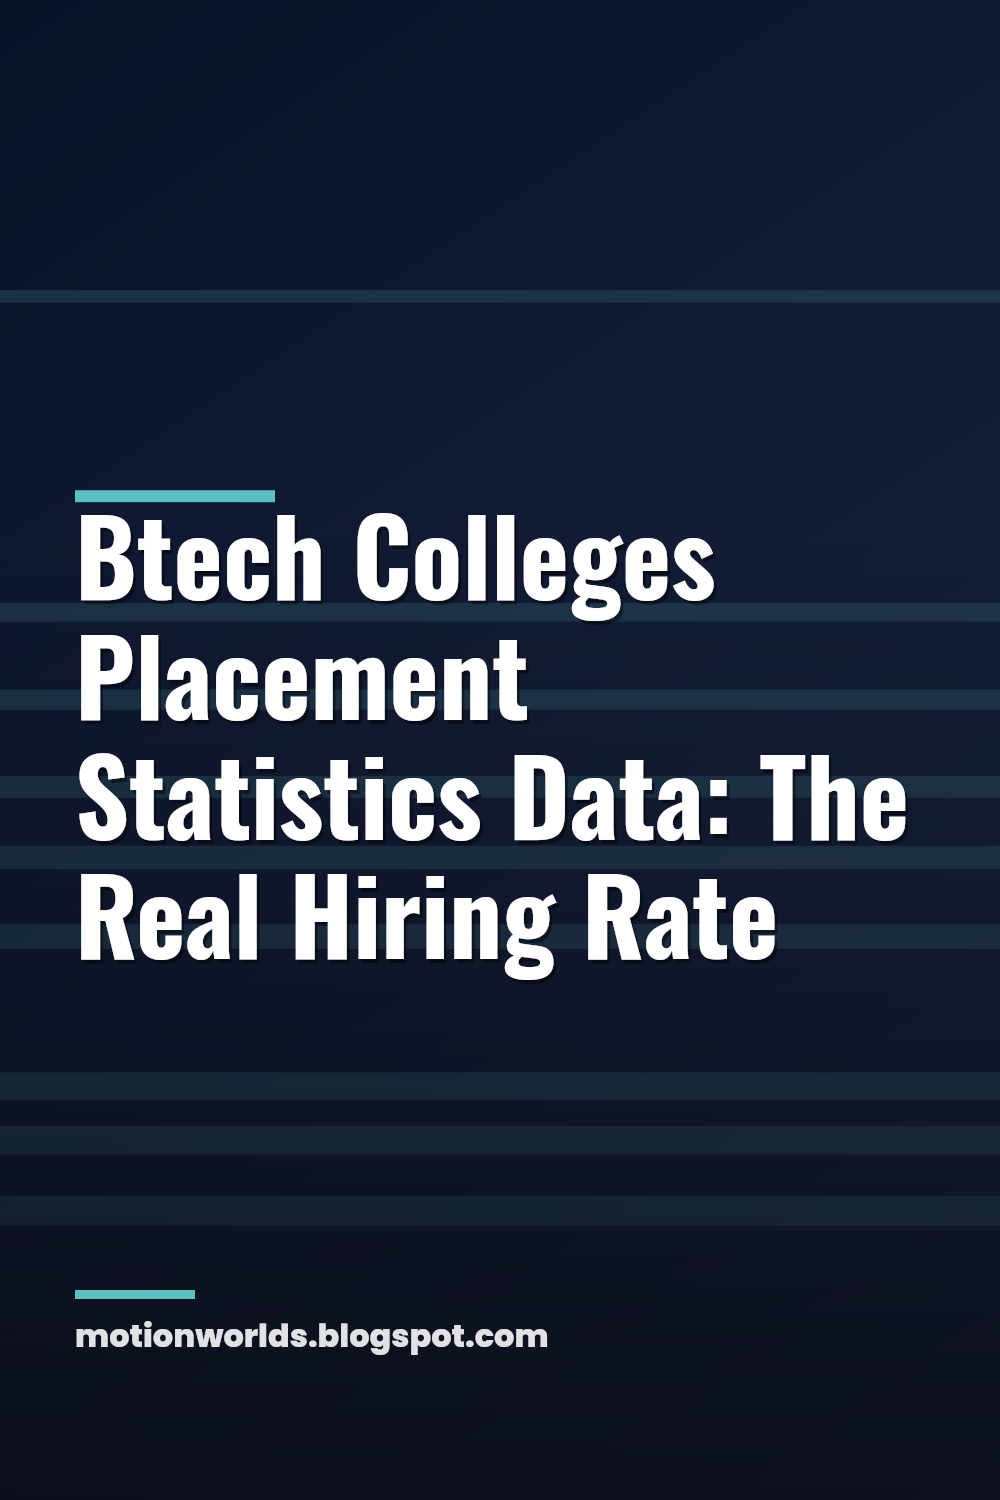 Btech Colleges
Placement
Statistics Data: The
Real Hiring Rate
motionworlds.blogspot.com